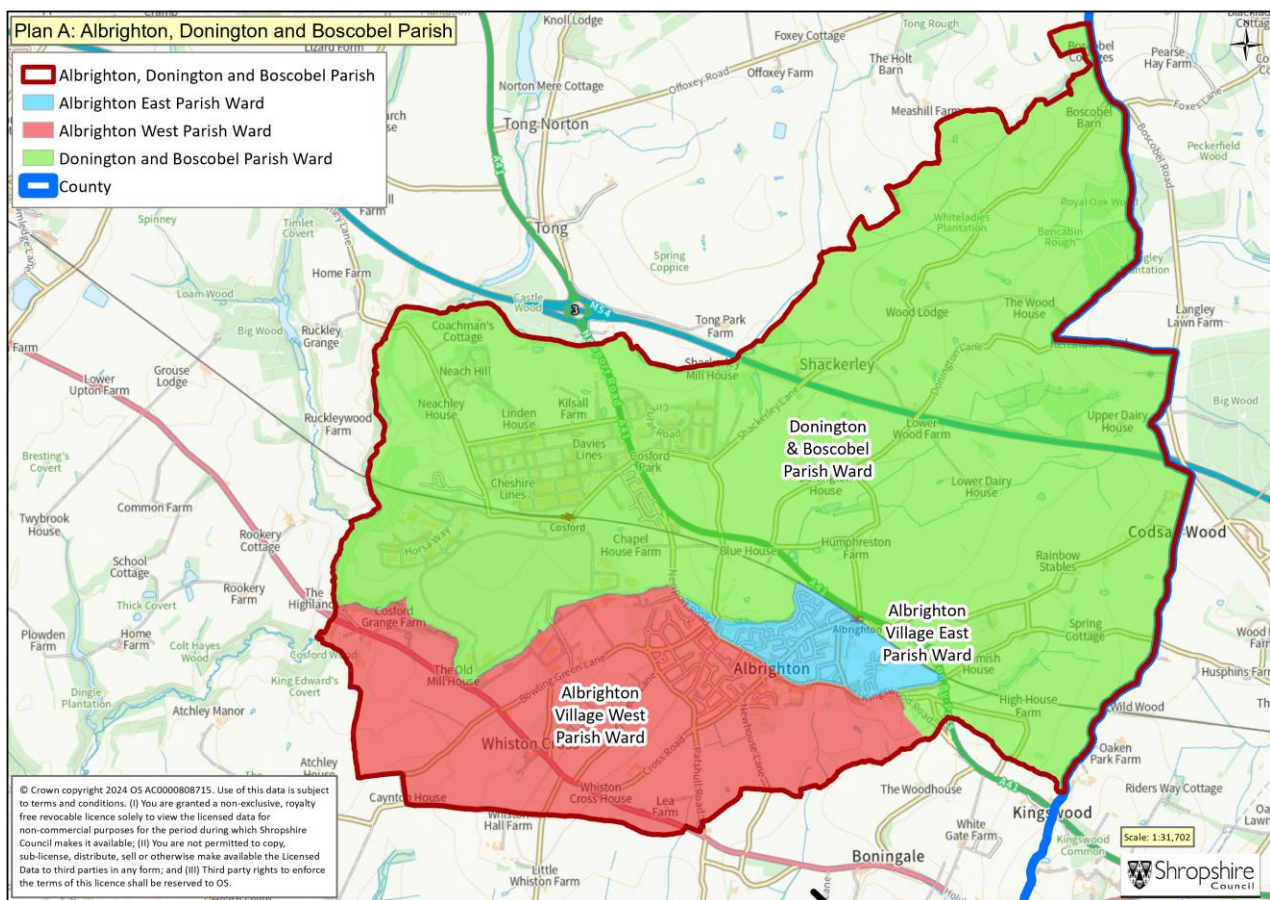 Plan A: Albrighton, Donington and Boscobel Parish
Albrighton, Donington and Boscobel Parish
Albrighton East Parish Ward
Albrighton West Parish Ward
Donington and Boscobel Parish Ward
County
Knoll Lodge
Foxey Cottage
Tong Rough
Offoxey Road
Offoxey Farm
The Holt
Barn
Pearse
Hay Farm
Norton Mere Cottage
Tong Norton
Meashill Farm
Foxes Lane
Boscobel
Barn
Boscobel Road
Peckerfield
Wood
A41
Spinney
Timlet
Covert
Tong
Spring
Coppice
Whiteladies
Plantation
Royal Oak Wood
Bencabin
Rough
Home Farm
Loam Wood
Big Wood
Ruckley
Grange
Castle
Wood
3
M54
Tong Park
Farm
The Wood
House
Langley
Lawn Farm
Wood Lodge
Coachman's
Cottage
Neach Hill
Shackerley
Mill House
Shackerley
Donington Lane
Lower
Upton Farm
Grouse
Lodge
Neachley
House
Linden
House
Kilsall
Farm
Newport Road A41
Shackerley Lane
Big Wood
Upper Dairy
House
Ruckleywood
Farm
Davies
Lines
Cosford
Park
Donington
& Boscobel
Parish Ward
Lower
Wood Farm
Bresting's
Covert
Cheshire
Lines
House
Lower Dairy
House
Common Farm
Twybrook
House
Rookery
Cottage
Horsa Way
Cosford
Chapel
House Farm
Blue House
Humphreston
Farm
Rainbow
Stables
School
Cottage
Rookery
Farm
The
Highland
Cosford
Grange Farm
A41
Albrighton
Albrighton
Village East
Parish Ward
Spring
Cottage
Thick Covert
Plowden
Farm
Home
Farm
Colt Hayes
Wood
Cosford Wood
King Edward's
Covert
The Old
Mill House
Bowling Green Lane
Albrighton
Husphins
Farm
Dingle
Plantation
Atchley Manor
Albrighton
Village West
Parish Ward
Newhouse Lane
High House
Farm
Wild Wood
Whiston Cross
Cross Road
Patshull Road
Oaken
Park Farm
Caynton House
Whiston
Cross House
Lea
Farm
A41
The Woodhouse
Kingswood
Riders Way Cottage
Whiston
Hall Farm
White
Gate Farm
Kingswood
Common
Little
Whiston Farm
Boningale
© Crown copyright 2024 OS AC0000808715. Use of this data is subject
to terms and conditions. (I) You are granted a non-exclusive, royalty
free revocable licence solely to view the licensed data for
non-commercial purposes for the period during which Shropshire
Council makes it available; (II) You are not permitted to copy,
sub-license, distribute, sell or otherwise make available the Licensed
Data to third parties in any form; and (III) Third party rights to enforce
the terms of this licence shall be reserved to OS.
Scale: 1:31,702
Shropshire
Council